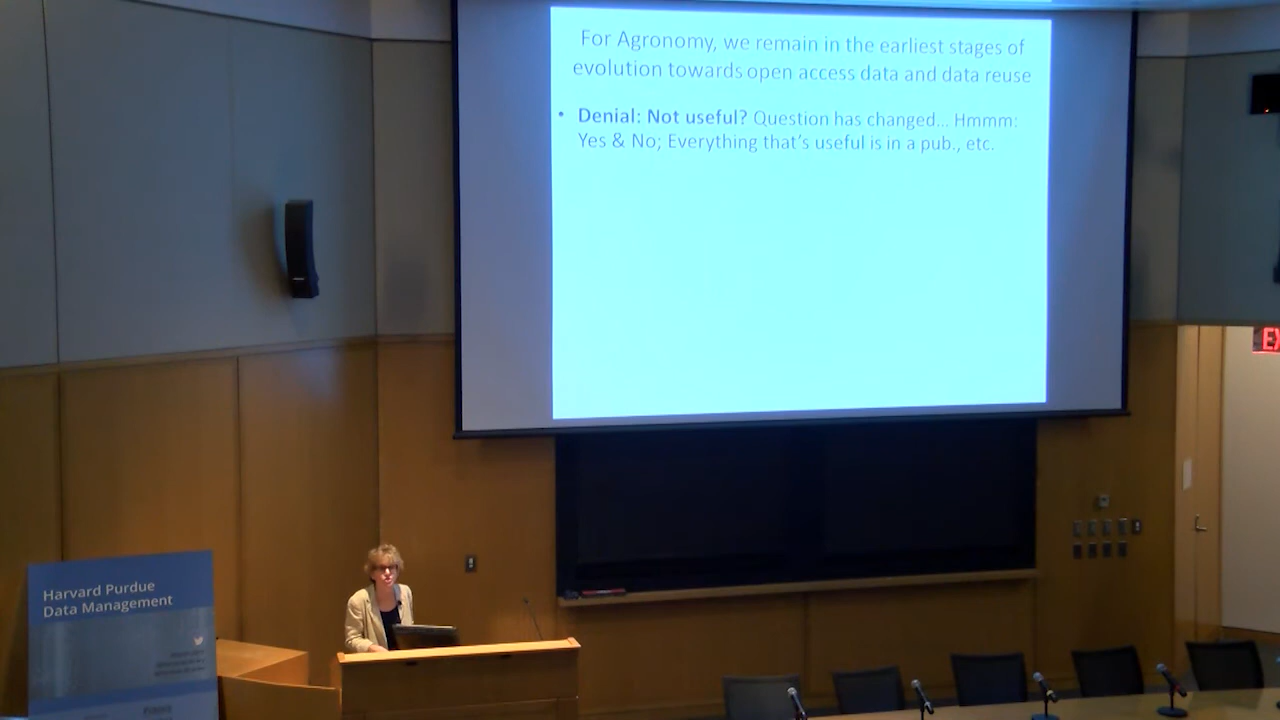 For Agronomy, we remain in the earliest stages of
evolution towards open access data and data reuse
• Denial: Not useful? Question has changed... Hmmm:
Yes & No; Everything that's useful is in a pub., etc.
Harvard Purdue
Data Management